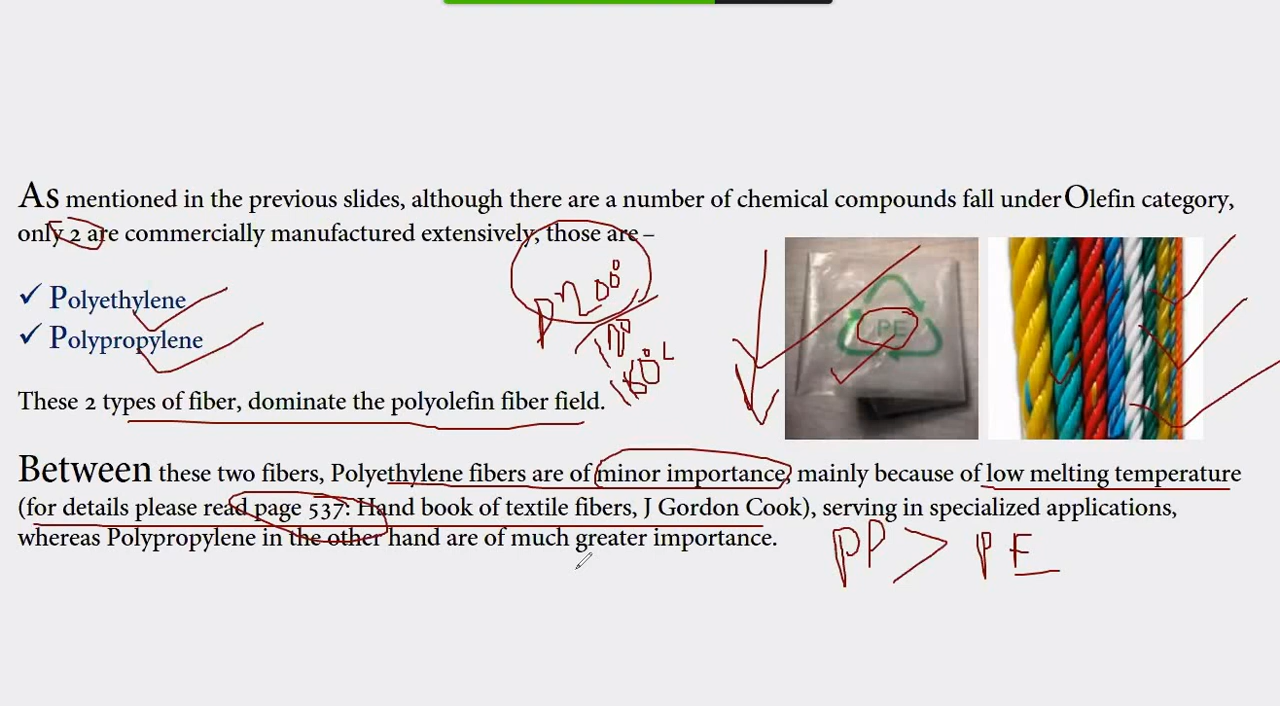 As mentioned in the previous slides, although there are a number of chemical compounds fall under Olefin category,
only 2 are commercially manufactured extensively, those are –
✓ Polyethylene
✓ Polypropylene
These 2 types of fiber, dominate the polyolefin fiber field.
PE
Between these two fibers, Polyethylene fibers are of minor importance, mainly because of low melting temperature
(for details please read page 537: Hand book of textile fibers, J Gordon Cook), serving in specialized applications,
whereas Polypropylene in the other hand are of much greater importance.
PP > PE